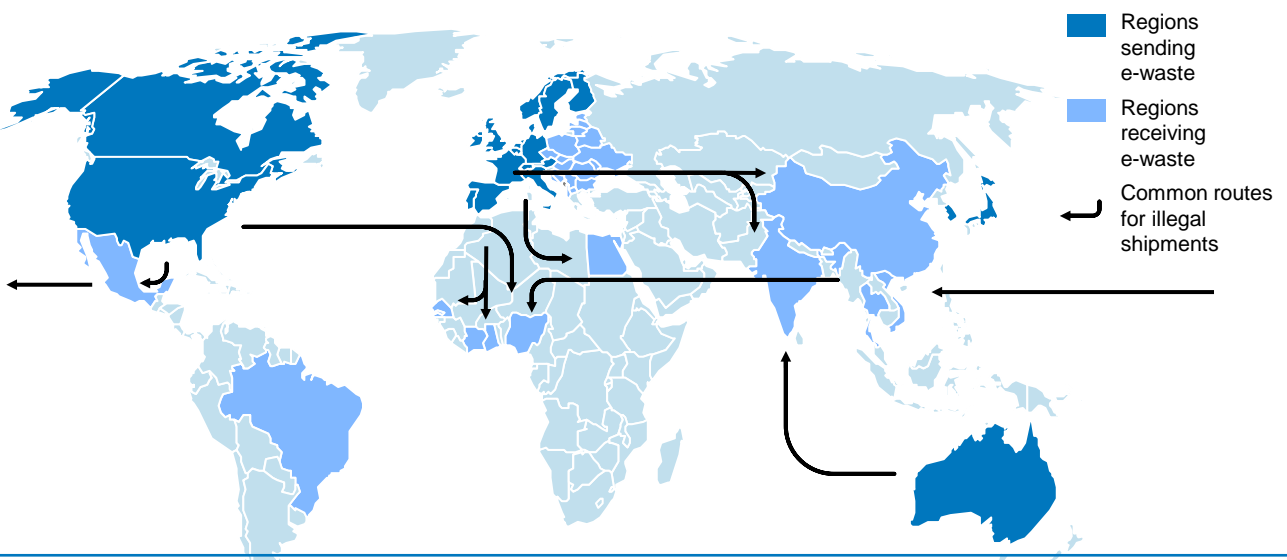 Regions
sending
e-waste
Regions
receiving
e-waste
Common routes
for illegal
shipments